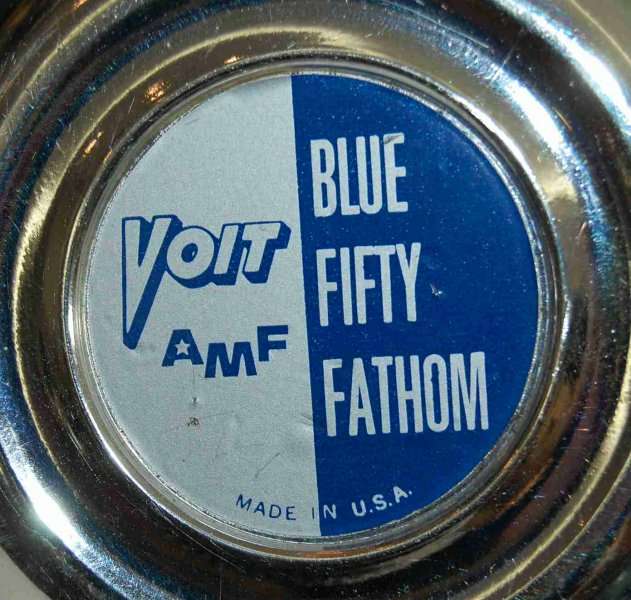 VOIT
AMF
BLUE
FIFTY
FATHOM
MADE IN U.S.A.